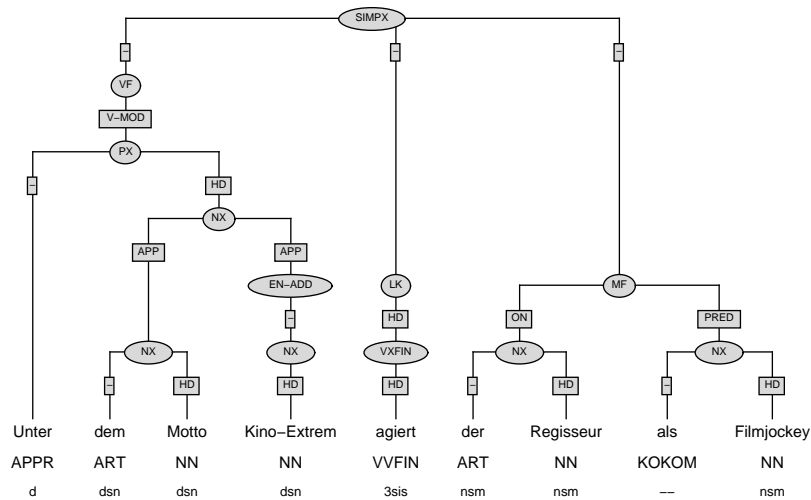 SIMPX
– – –
VF
V–MOD
PX
– HD
NX
APP APP
EN–ADD LK MF
– HD ON PRED
NX NX VXFIN NX NX
– HD HD HD – HD – HD
Unter dem Motto Kino–Extrem agiert der Regisseur als Filmjockey
APPR ART NN NN VVFIN ART NN KOKOM NN
d dsn dsn dsn 3sis nsm nsm –– nsm